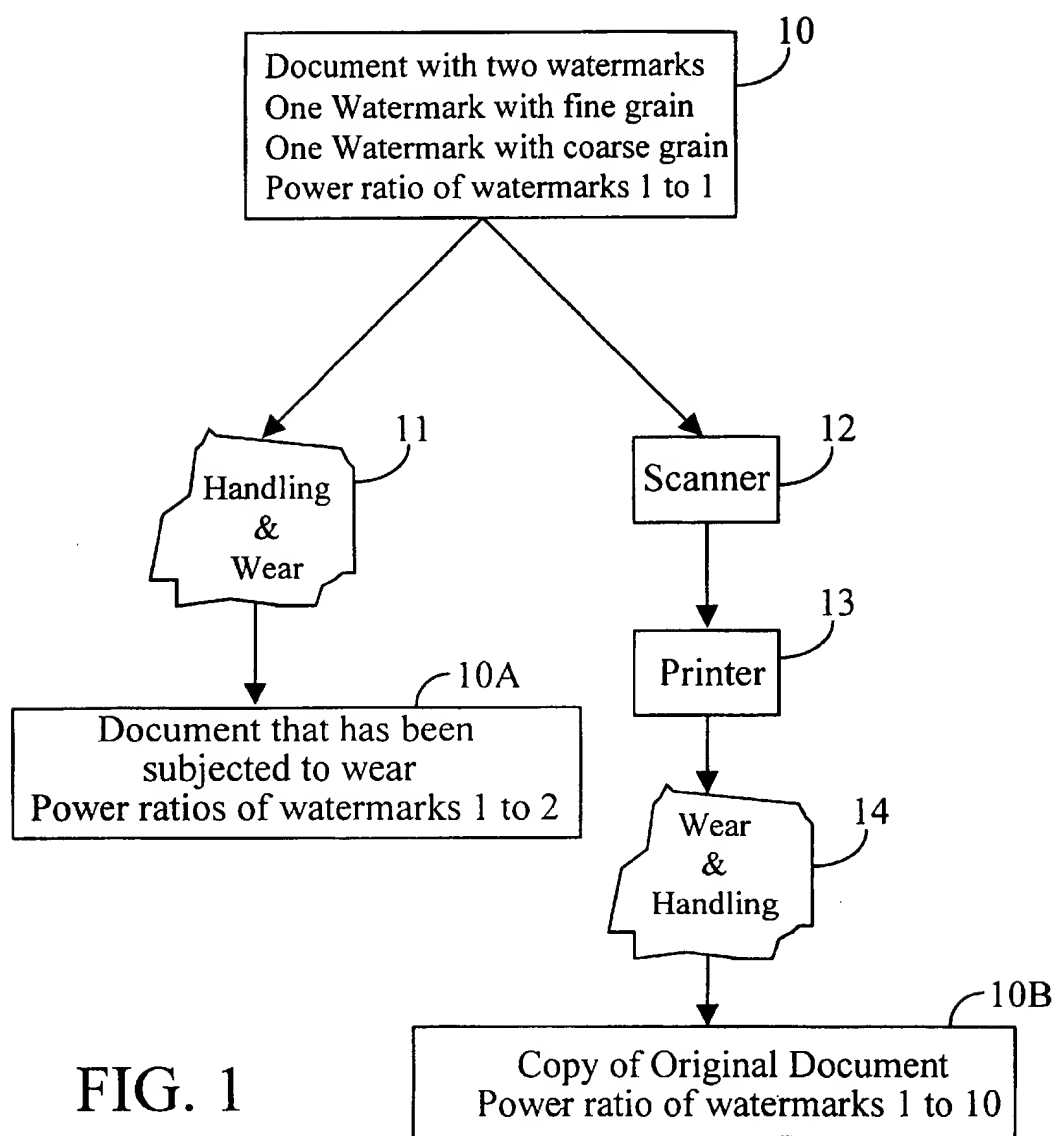 10
Document with two watermarks
One Watermark with fine grain
One Watermark with coarse grain
Power ratio of watermarks 1 to 1
11
Handling
&
Wear
12
Scanner
13
Printer
10A
Document that has been
subjected to wear
Power ratios of watermarks 1 to 2
14
Wear
&
Handling
10B
Copy of Original Document
Power ratio of watermarks 1 to 10
FIG. 1